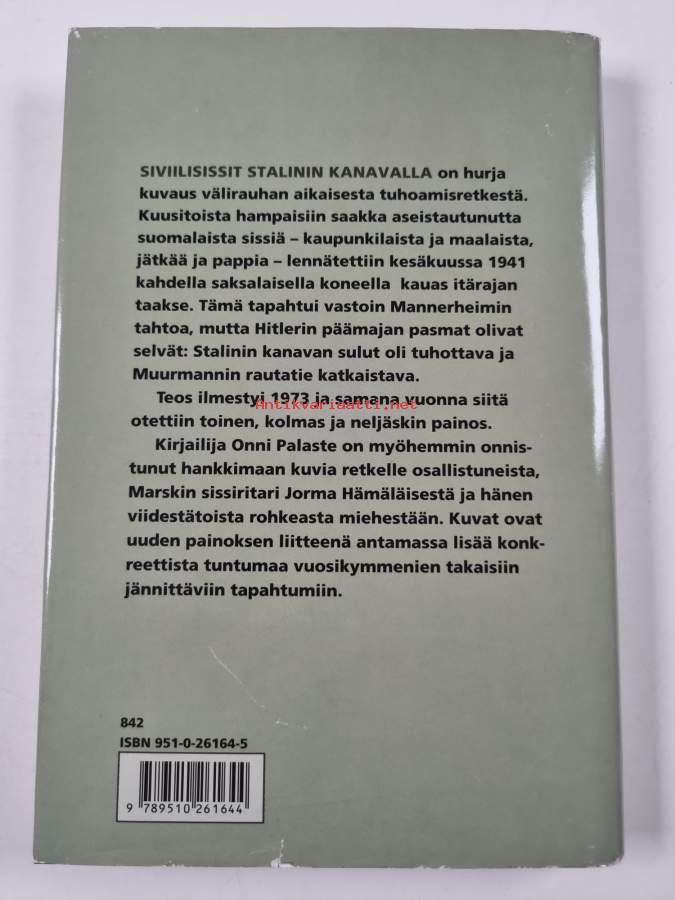 SIVIILISISSIT STALININ KANAVALLA on hurja
kuvaus välirauhan aikaisesta tuhoamisretkestä.
Kuusitoista hampaisiin saakka aseistautunutta
suomalaista sissiä – kaupunkilaista ja maalaista,
jätkää ja pappia – lennätettiin kesäkuussa 1941
kahdella saksalaisella koneella kauas itärajan
taakse. Tämä tapahtui vastoin Mannerheimin
tahtoa, mutta Hitlerin päämajan pasmat olivat
selvät: Stalinin kanavan sulut oli tuhottava ja
Muurmannin rautatie katkaistava.
Teos ilmestyi 1973 ja samana vuonna siitä
Antikvariaatti.net
otettiin toinen, kolmas ja neljäskin painos.
Kirjailija Onni Palaste on myöhemmin onnis-
tunut hankkimaan kuvia retkelle osallistuneista,
Marskin sissiritari Jorma Hämäläisestä ja hänen
viidestätoista rohkeasta miehestään. Kuvat ovat
uuden painoksen liitteenä antamassa lisää konk-
reettista tuntumaa vuosikymmenien takaisiin
jännittäviin tapahtumiin.
842
ISBN 951-0-26164-5
9 789510 261644